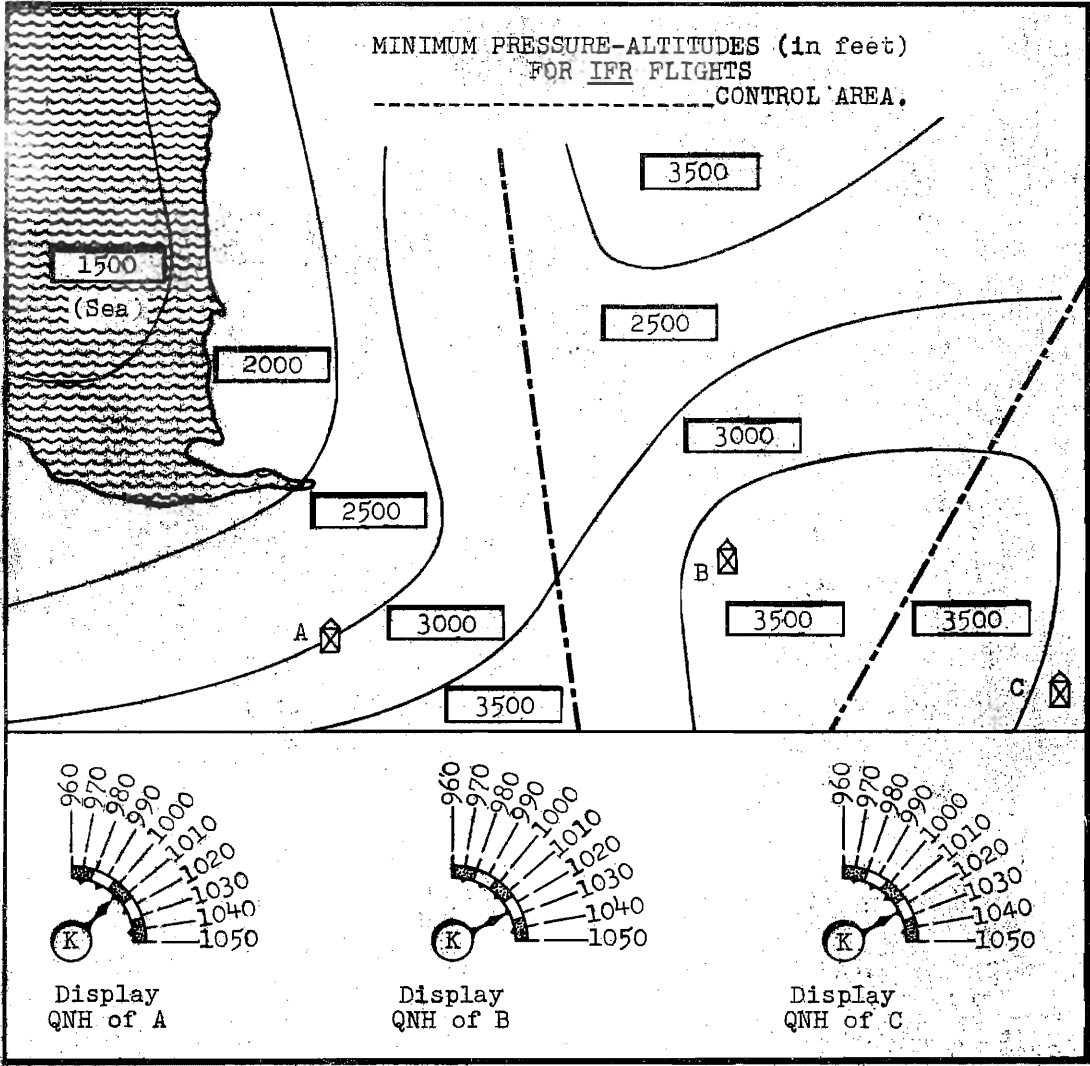 MINIMUM PRESSURE-ALTITUDES (in feet)
FOR IFR FLIGHTS
CONTROL AREA.
3500
1500
(Sea)
2500
2000
3000
2500
B
A
3000
3500
3500
C
3500
960
970
980
990
1000
1010
1020
1030
1040
1050
K
960
970
980
990
1000
1010
1020
1030
1040
1050
K
960
970
980
990
1000
1010
1020
1030
1040
1050
K
Display
QNH of A
Display
QNH of B
Display
QNH of C